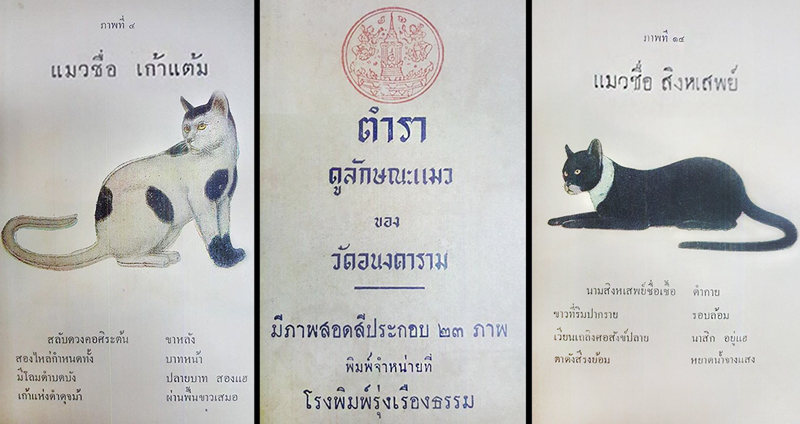 ภาพที่ ๙
แมวชื่อ เก้าแต้ม
สลับดวงคอศิระต้น ขาหลัง
สองไหล่กำหนดทั้ง บาทหน้า
มีโลมดำบดบัง ปลายบาท สองแฮ
เก้าแห่งดำดุจม้า ผ่านพื้นขาวเสมอ
ตำรา
ดูลักษณะแมว
ของ
วัดอนงคาราม
มีภาพสอดสีประกอบ ๒๓ ภาพ
พิมพ์จำหน่ายที่
โรงพิมพ์รุ่งเรืองธรรม
ภาพที่ ๑๔
แมวชื่อ สิงหเสพย์
นามสิงหเสพย์ชื่อเชื้อ ดำกาย
ขาวที่ริมปากราย รอบล้อม
เวียนเถลิงศอสังข์ปลาย นาสิก อยู่แฮ
ตาดังสีรงย้อม หยาดน้ำจางแสง